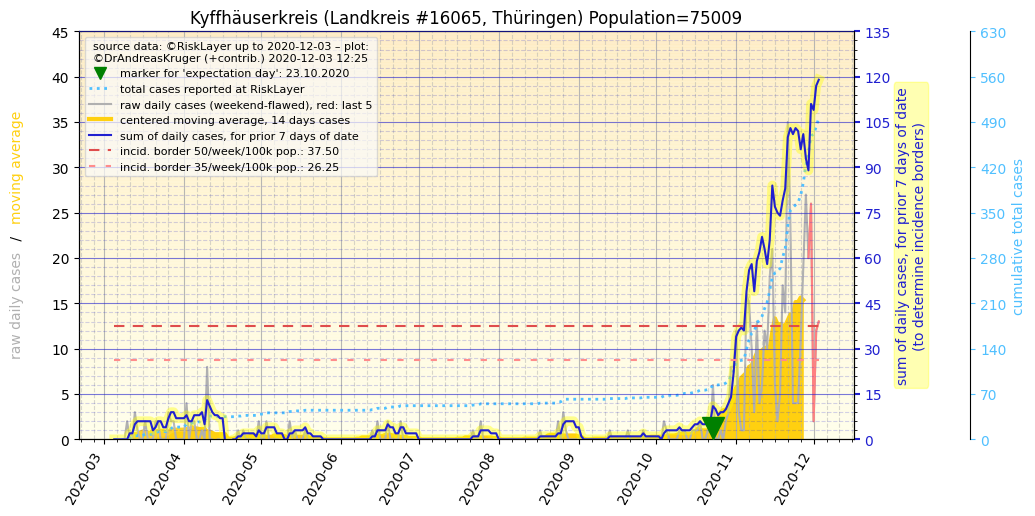 Kyffhäuserkreis (Landkreis #16065, Thüringen) Population=75009
source data: ©RiskLayer up to 2020-12-03 – plot:
©DrAndreasKruger (+contrib.) 2020-12-03 12:25
marker for 'expectation day': 23.10.2020
total cases reported at RiskLayer
raw daily cases (weekend-flawed), red: last 5
centered moving average, 14 days cases
sum of daily cases, for prior 7 days of date
incid. border 50/week/100k pop.: 37.50
incid. border 35/week/100k pop.: 26.25
raw daily cases / moving average
45
40
35
30
25
20
15
10
5
0
2020-03
2020-04
2020-05
2020-06
2020-07
2020-08
2020-09
2020-10
2020-11
2020-12
135
120
105
90
75
60
45
30
15
0
sum of daily cases, for prior 7 days of date
(to determine incidence borders)
630
560
490
420
350
280
210
140
70
0
cumulative total cases